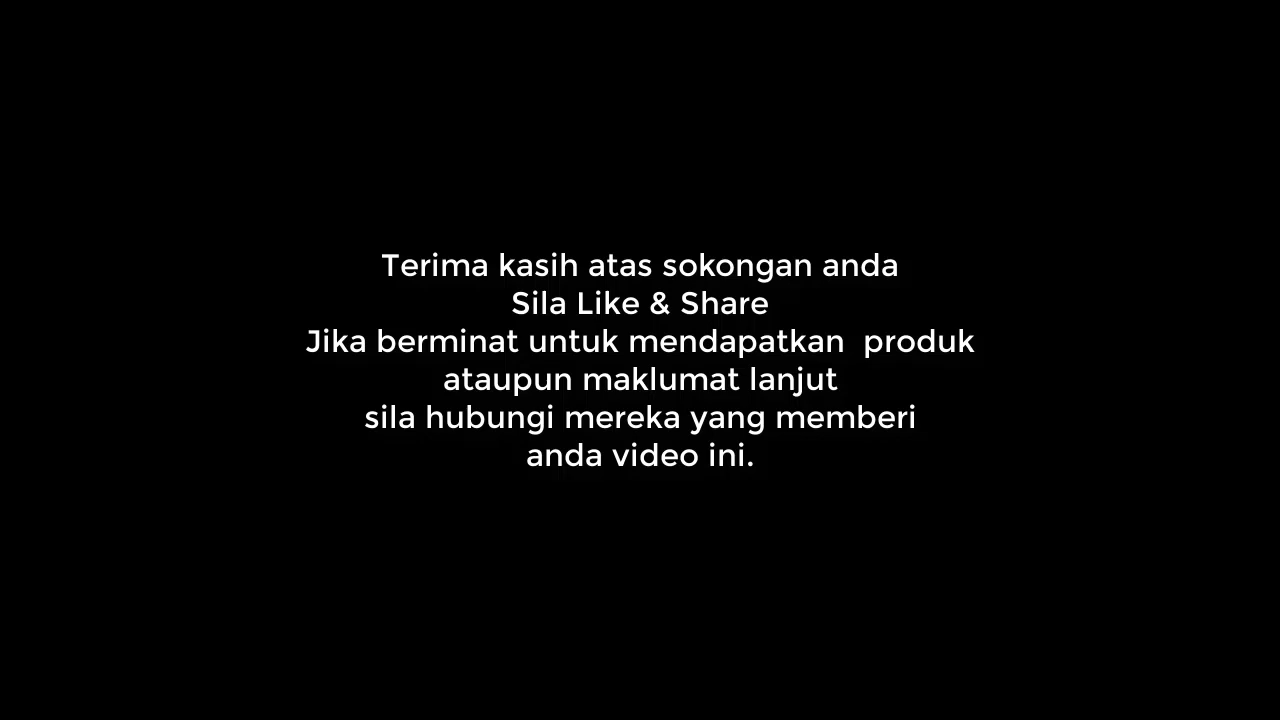 Terima kasih atas sokongan anda
Sila Like & Share
Jika berminat untuk mendapatkan  produk
ataupun maklumat lanjut
sila hubungi mereka yang memberi
anda video ini.